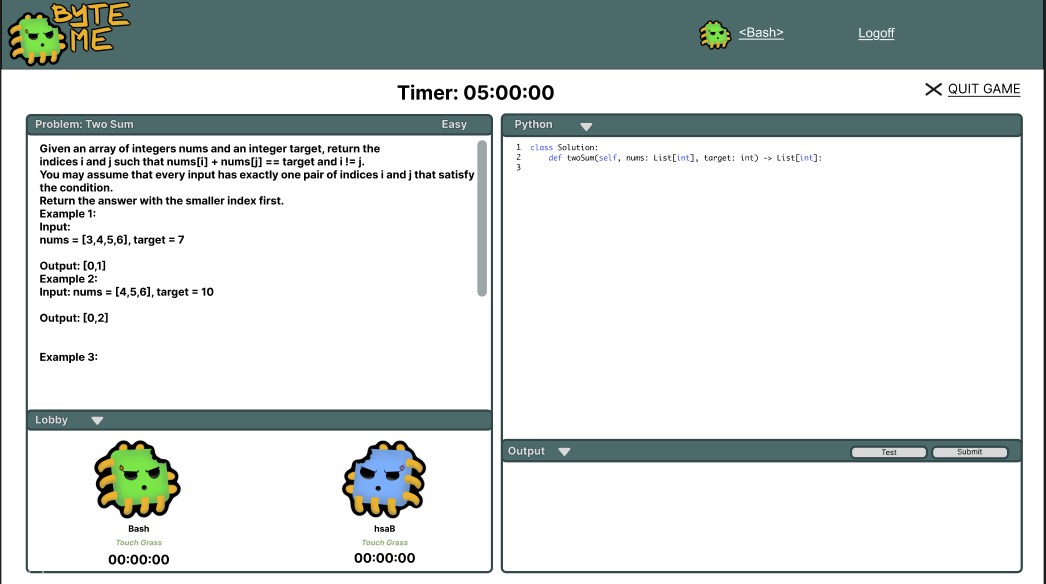 BYTE
ME
<Bash>
Logoff
Timer: 05:00:00
QUIT GAME
Problem: Two Sum
Easy
Given an array of integers nums and an integer target, return the
indices i and j such that nums[i] + nums[j] == target and i != j.
You may assume that every input has exactly one pair of indices i and j that satisfy
the condition.
Return the answer with the smaller index first.
Example 1:
Input:
nums = [3,4,5,6], target = 7
Output: [0,1]
Example 2:
Input: nums = [4,5,6], target = 10
Output: [0,2]
Example 3:
Lobby
Bash
Touch Grass
00:00:00
hsaB
Touch Grass
00:00:00
Python
1 class Solution:
2 def twoSum(self, nums: List[int], target: int) -> List[int]:
3
Output
Test
Submit